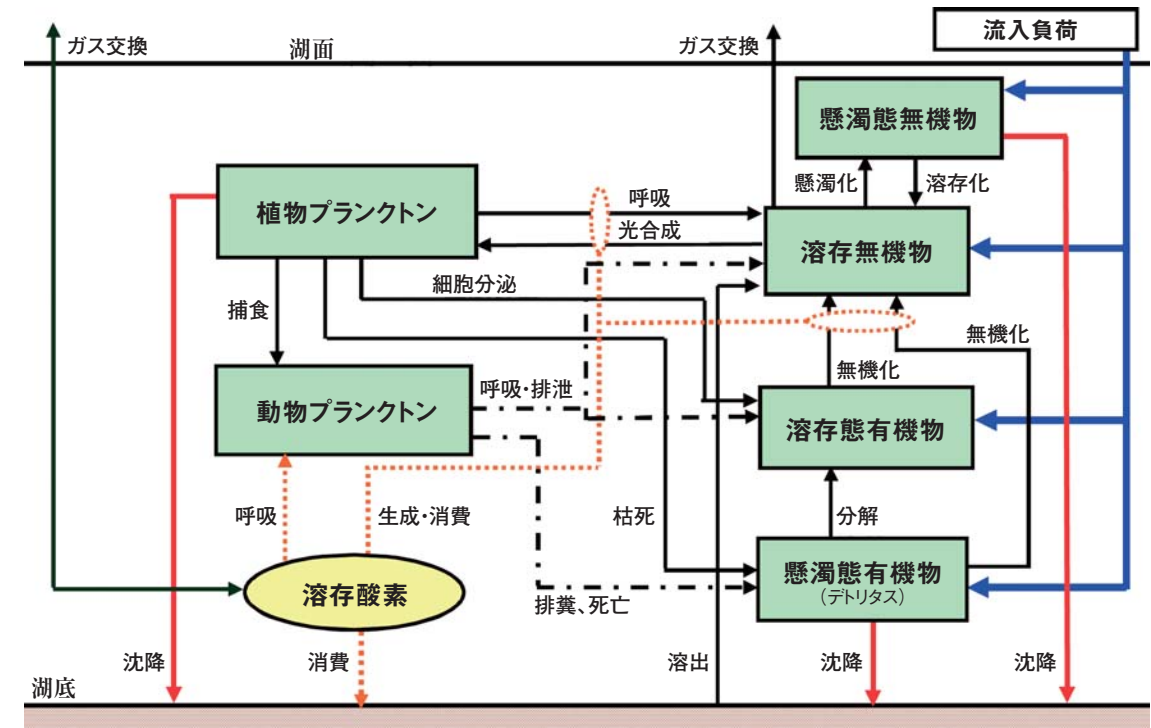 流入負荷
ガス交換
湖面
ガス交換
懸濁態無機物
懸濁化
溶存化
植物プランクトン
呼吸
光合成
溶存無機物
細胞分泌
捕食
無機化
無機化
動物プランクトン
呼吸・排泄
溶存態有機物
呼吸
生成・消費
枯死
分解
溶存酸素
懸濁態有機物
（デトリタス）
排糞、死亡
沈降
消費
溶出
沈降
沈降
湖底